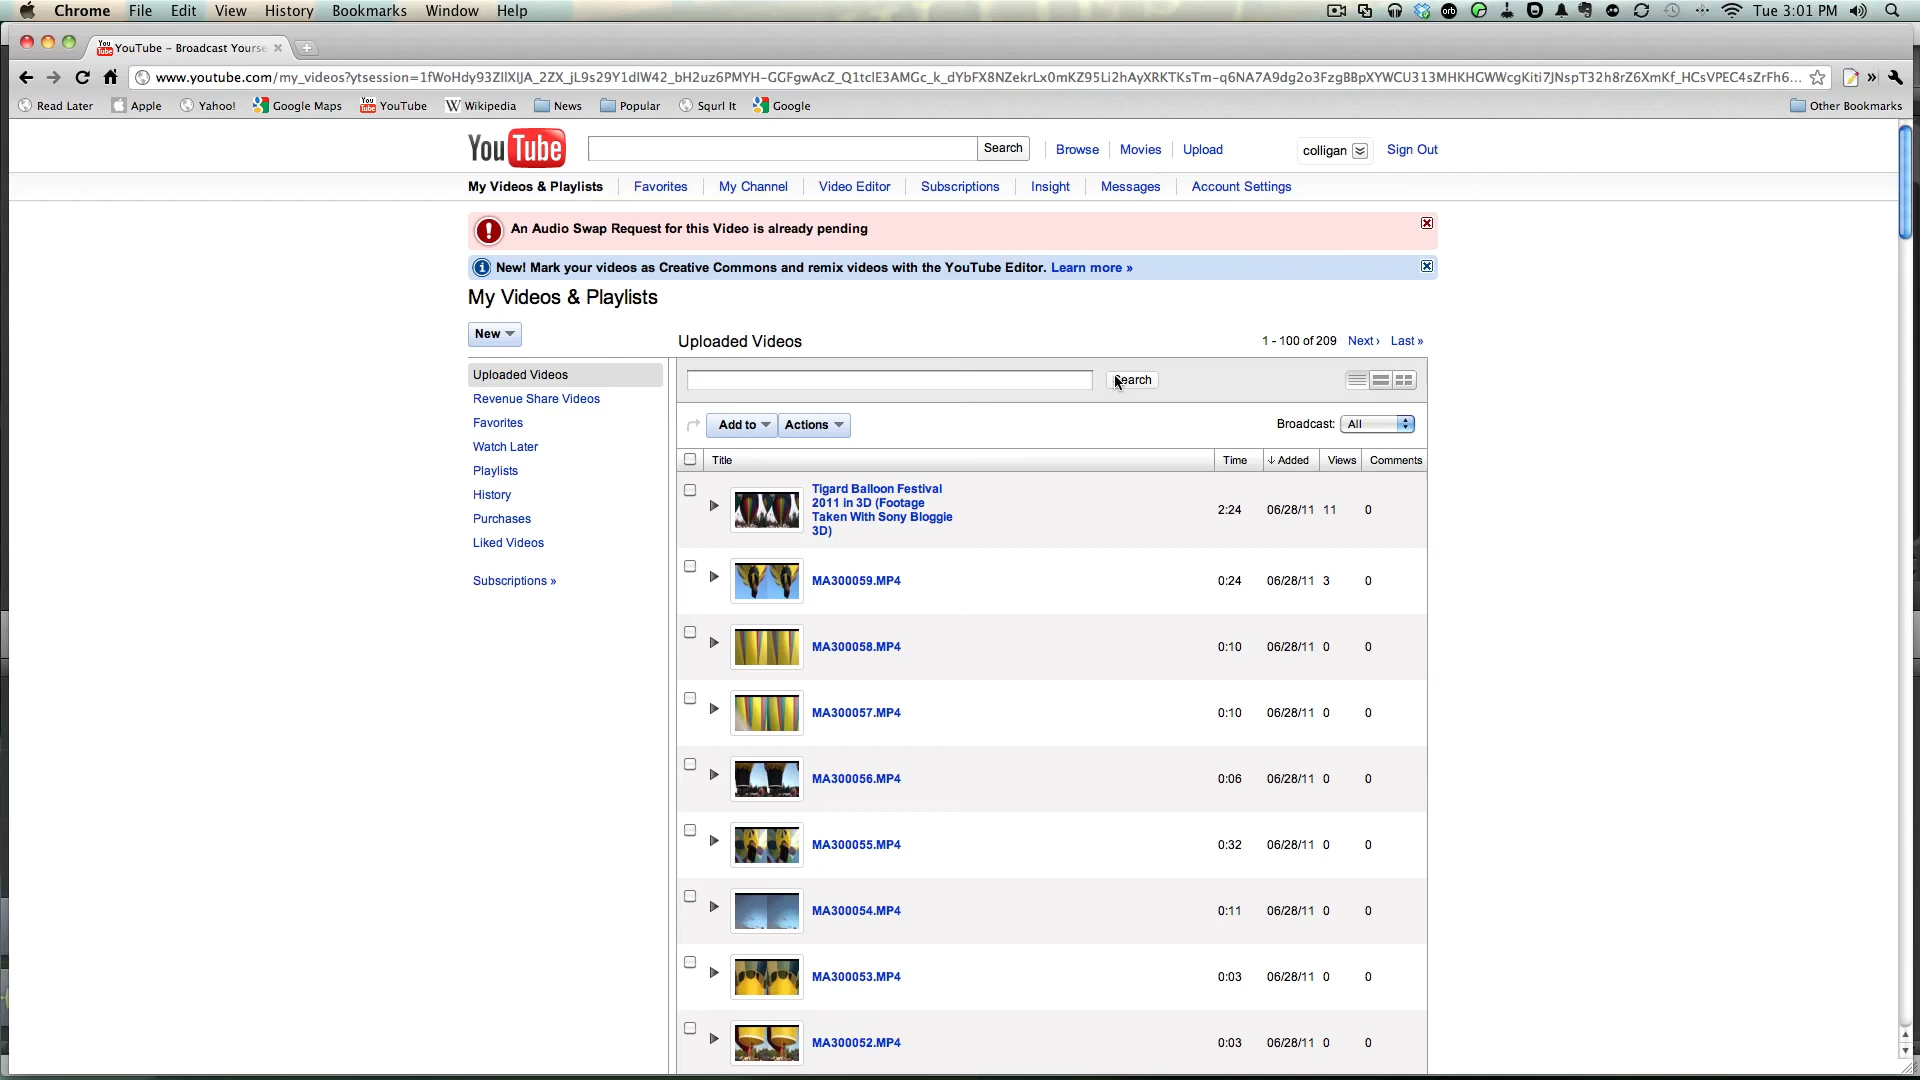 Chrome File Edit View History Bookmarks Window Help Tue 3:01 PM
YouTube – Broadcast Yourse
www.youtube.com/my_videos?ytsession=
Read Later Apple Yahoo! Google Maps YouTube Wikipedia News Popular Squrl It Google Other Bookmarks
YouTube Search Browse Movies Upload colligan Sign Out
My Videos & Playlists Favorites My Channel Video Editor Subscriptions Insight Messages Account Settings
An Audio Swap Request for this Video is already pending
New! Mark your videos as Creative Commons and remix videos with the YouTube Editor. Learn more »
My Videos & Playlists
New
Uploaded Videos 1 - 100 of 209 Next › Last »
Uploaded Videos
Revenue Share Videos
Favorites
Watch Later
Playlists
History
Purchases
Liked Videos
Subscriptions »
Search
Add to Actions Broadcast: All
Title Time Added Views Comments
Tigard Balloon Festival
2011 in 3D (Footage
Taken With Sony Bloggie
3D)
2:24 06/28/11 11 0
MA300059.MP4 0:24 06/28/11 3 0
MA300058.MP4 0:10 06/28/11 0 0
MA300057.MP4 0:10 06/28/11 0 0
MA300056.MP4 0:06 06/28/11 0 0
MA300055.MP4 0:32 06/28/11 0 0
MA300054.MP4 0:11 06/28/11 0 0
MA300053.MP4 0:03 06/28/11 0 0
MA300052.MP4 0:03 06/28/11 0 0